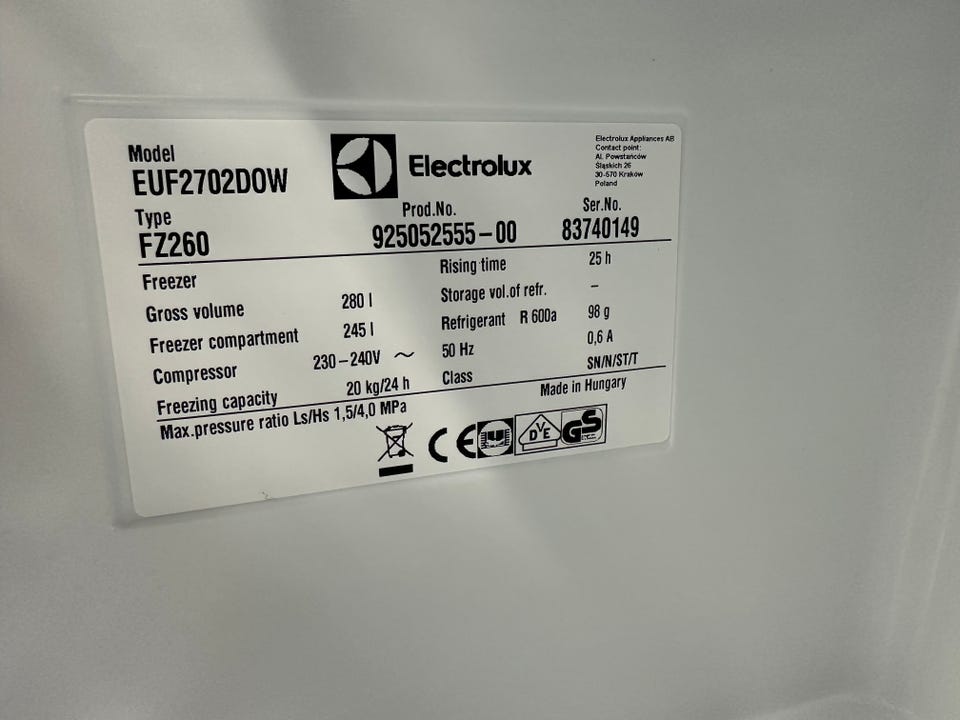 Model
EUF2702DOW
Electrolux
Electrolux Appliances AB
Contact point:
Al. Powstańców
Śląskich 26
30-570 Kraków
Poland
Type
FZ260
Prod.No.
925052555-00
Ser.No.
83740149
Freezer
Gross volume 280 l
Freezer compartment 245 l
Compressor 230-240V ~
Freezing capacity 20 kg/24 h
Max.pressure ratio Ls/Hs 1,5/4,0 MPa
Rising time 25 h
Storage vol.of refr. –
Refrigerant R 600a 98 g
50 Hz 0,6 A
Class SN/N/ST/T
Made in Hungary
CE
DVE
GS